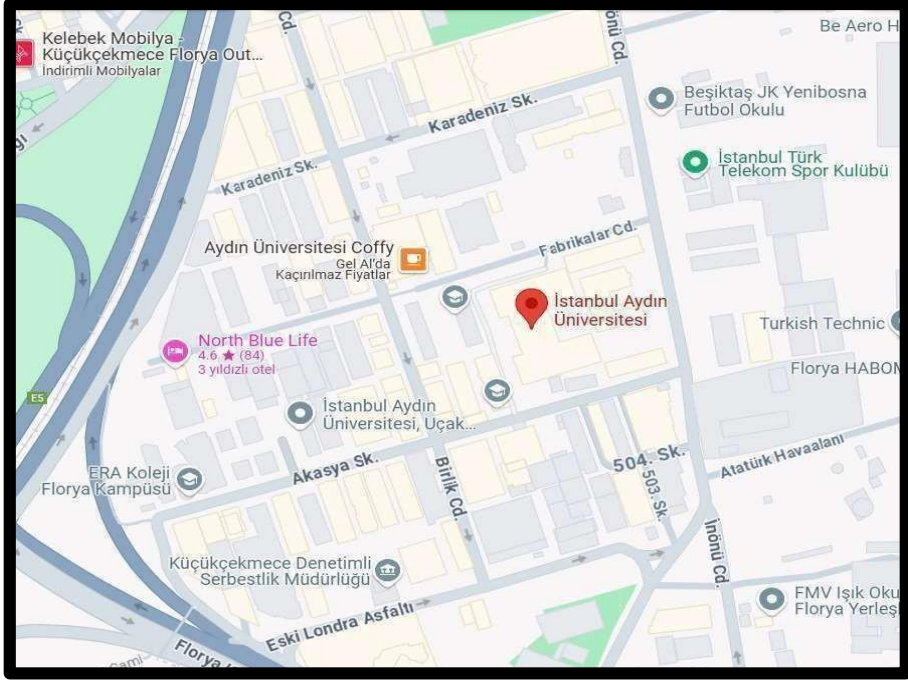 Kelebek Mobilya -
Küçükçekmece Florya Out...
İndirimli Mobilyalar
Cd.
önü Cd.
Be Aero H
Beşiktaş JK Yenibosna
Futbol Okulu
Karadeniz Sk.
İstanbul Türk
Telekom Spor Kulübü
Karadeniz Sk.
Aydın Üniversitesi Coffy
Gel Al'da
Kaçırılmaz Fiyatlar
Fabrikalar Cd.
İstanbul Aydın
Üniversitesi
Turkish Technic
North Blue Life
4.6 ★ (84)
3 yıldızlı otel
Florya HABOM
E5
İstanbul Aydın
Üniversitesi, Uçak...
ERA Koleji
Florya Kampüsü
Akasya Sk.
Birlik Cd.
504. Sk.
503. Sk.
Atatürk Havaalanı
İnönü Cd.
Küçükçekmece Denetimli
Serbestlik Müdürlüğü
FMV Işık Oku
Florya Yerleş
Eski Londra Asfaltı
Florya
Cami